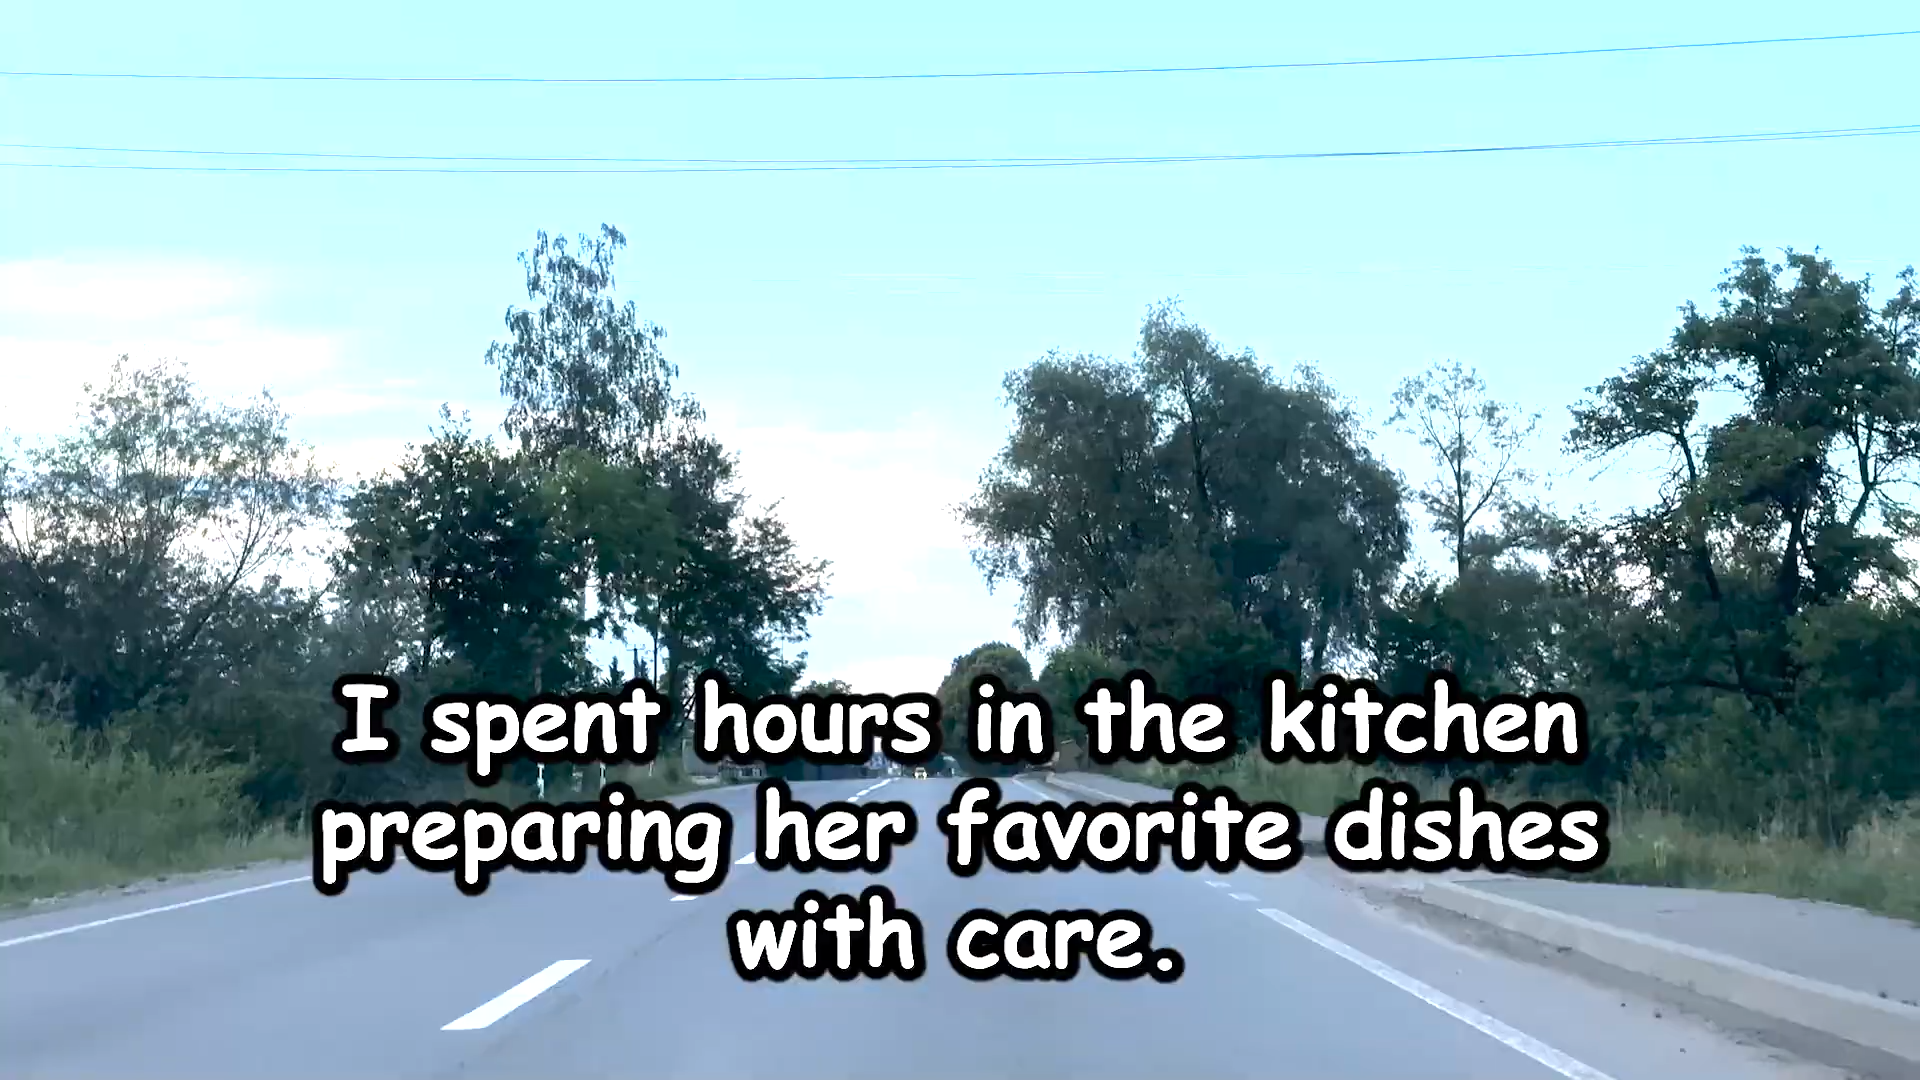 I spent hours in the kitchen
preparing her favorite dishes
with care.